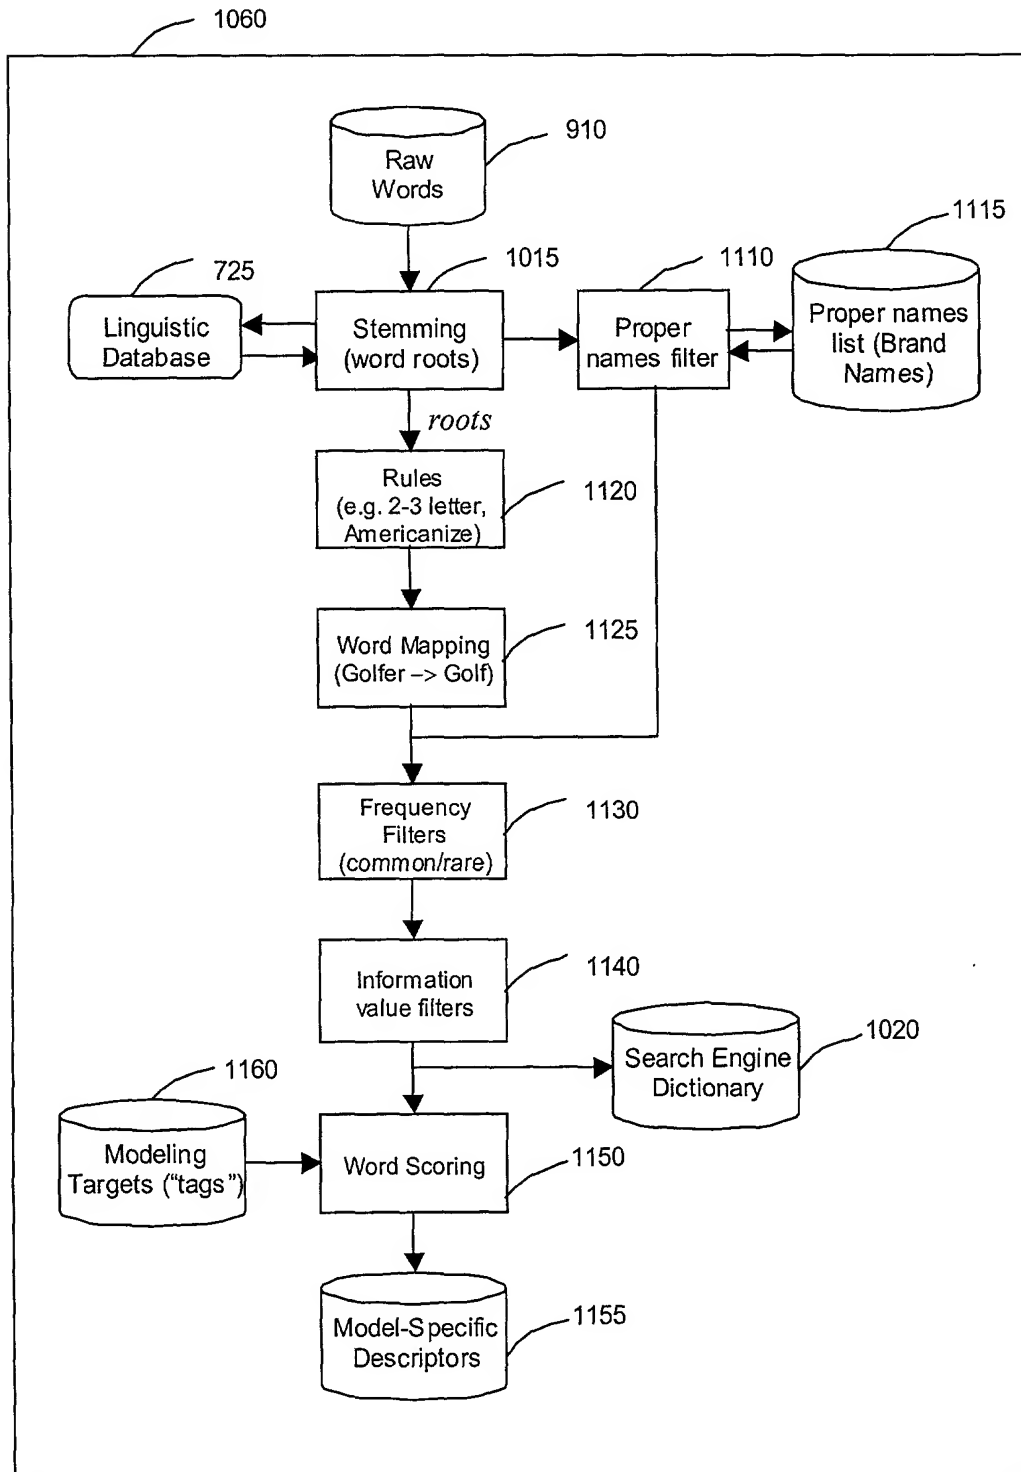 1060
910
Raw
Words
1115
725
1015
1110
Linguistic
Database
Stemming
(word roots)
Proper
names filter
Proper names
list (Brand
Names)
roots
Rules
(e.g. 2-3 letter,
Americanize)
1120
Word Mapping
(Golfer –> Golf)
1125
Frequency
Filters
(common/rare)
1130
Information
value filters
1140
Search Engine
Dictionary
1020
1160
Modeling
Targets (“tags”)
Word Scoring
1150
Model-Specific
Descriptors
1155